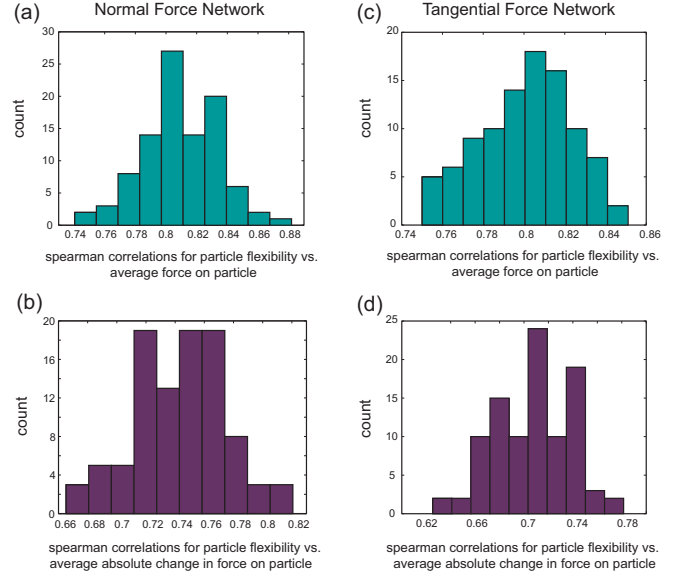 (a)
Normal Force Network
30
25
20
15
10
5
0
count
0.74 0.76 0.78 0.80 0.82 0.84 0.86 0.88
spearman correlations for particle flexibility vs.
average force on particle
(c)
Tangential Force Network
20
15
10
5
0
count
0.74 0.76 0.78 0.8 0.82 0.84 0.86
spearman correlations for particle flexibility vs.
average force on particle
(b)
20
16
12
8
4
0
count
0.66 0.68 0.7 0.72 0.74 0.76 0.78 0.8 0.82
spearman correlations for particle flexibility vs.
average absolute change in force on particle
(d)
25
20
15
10
5
0
count
0.62 0.66 0.7 0.74 0.78
spearman correlations for particle flexibility vs.
average absolute change in force on particle